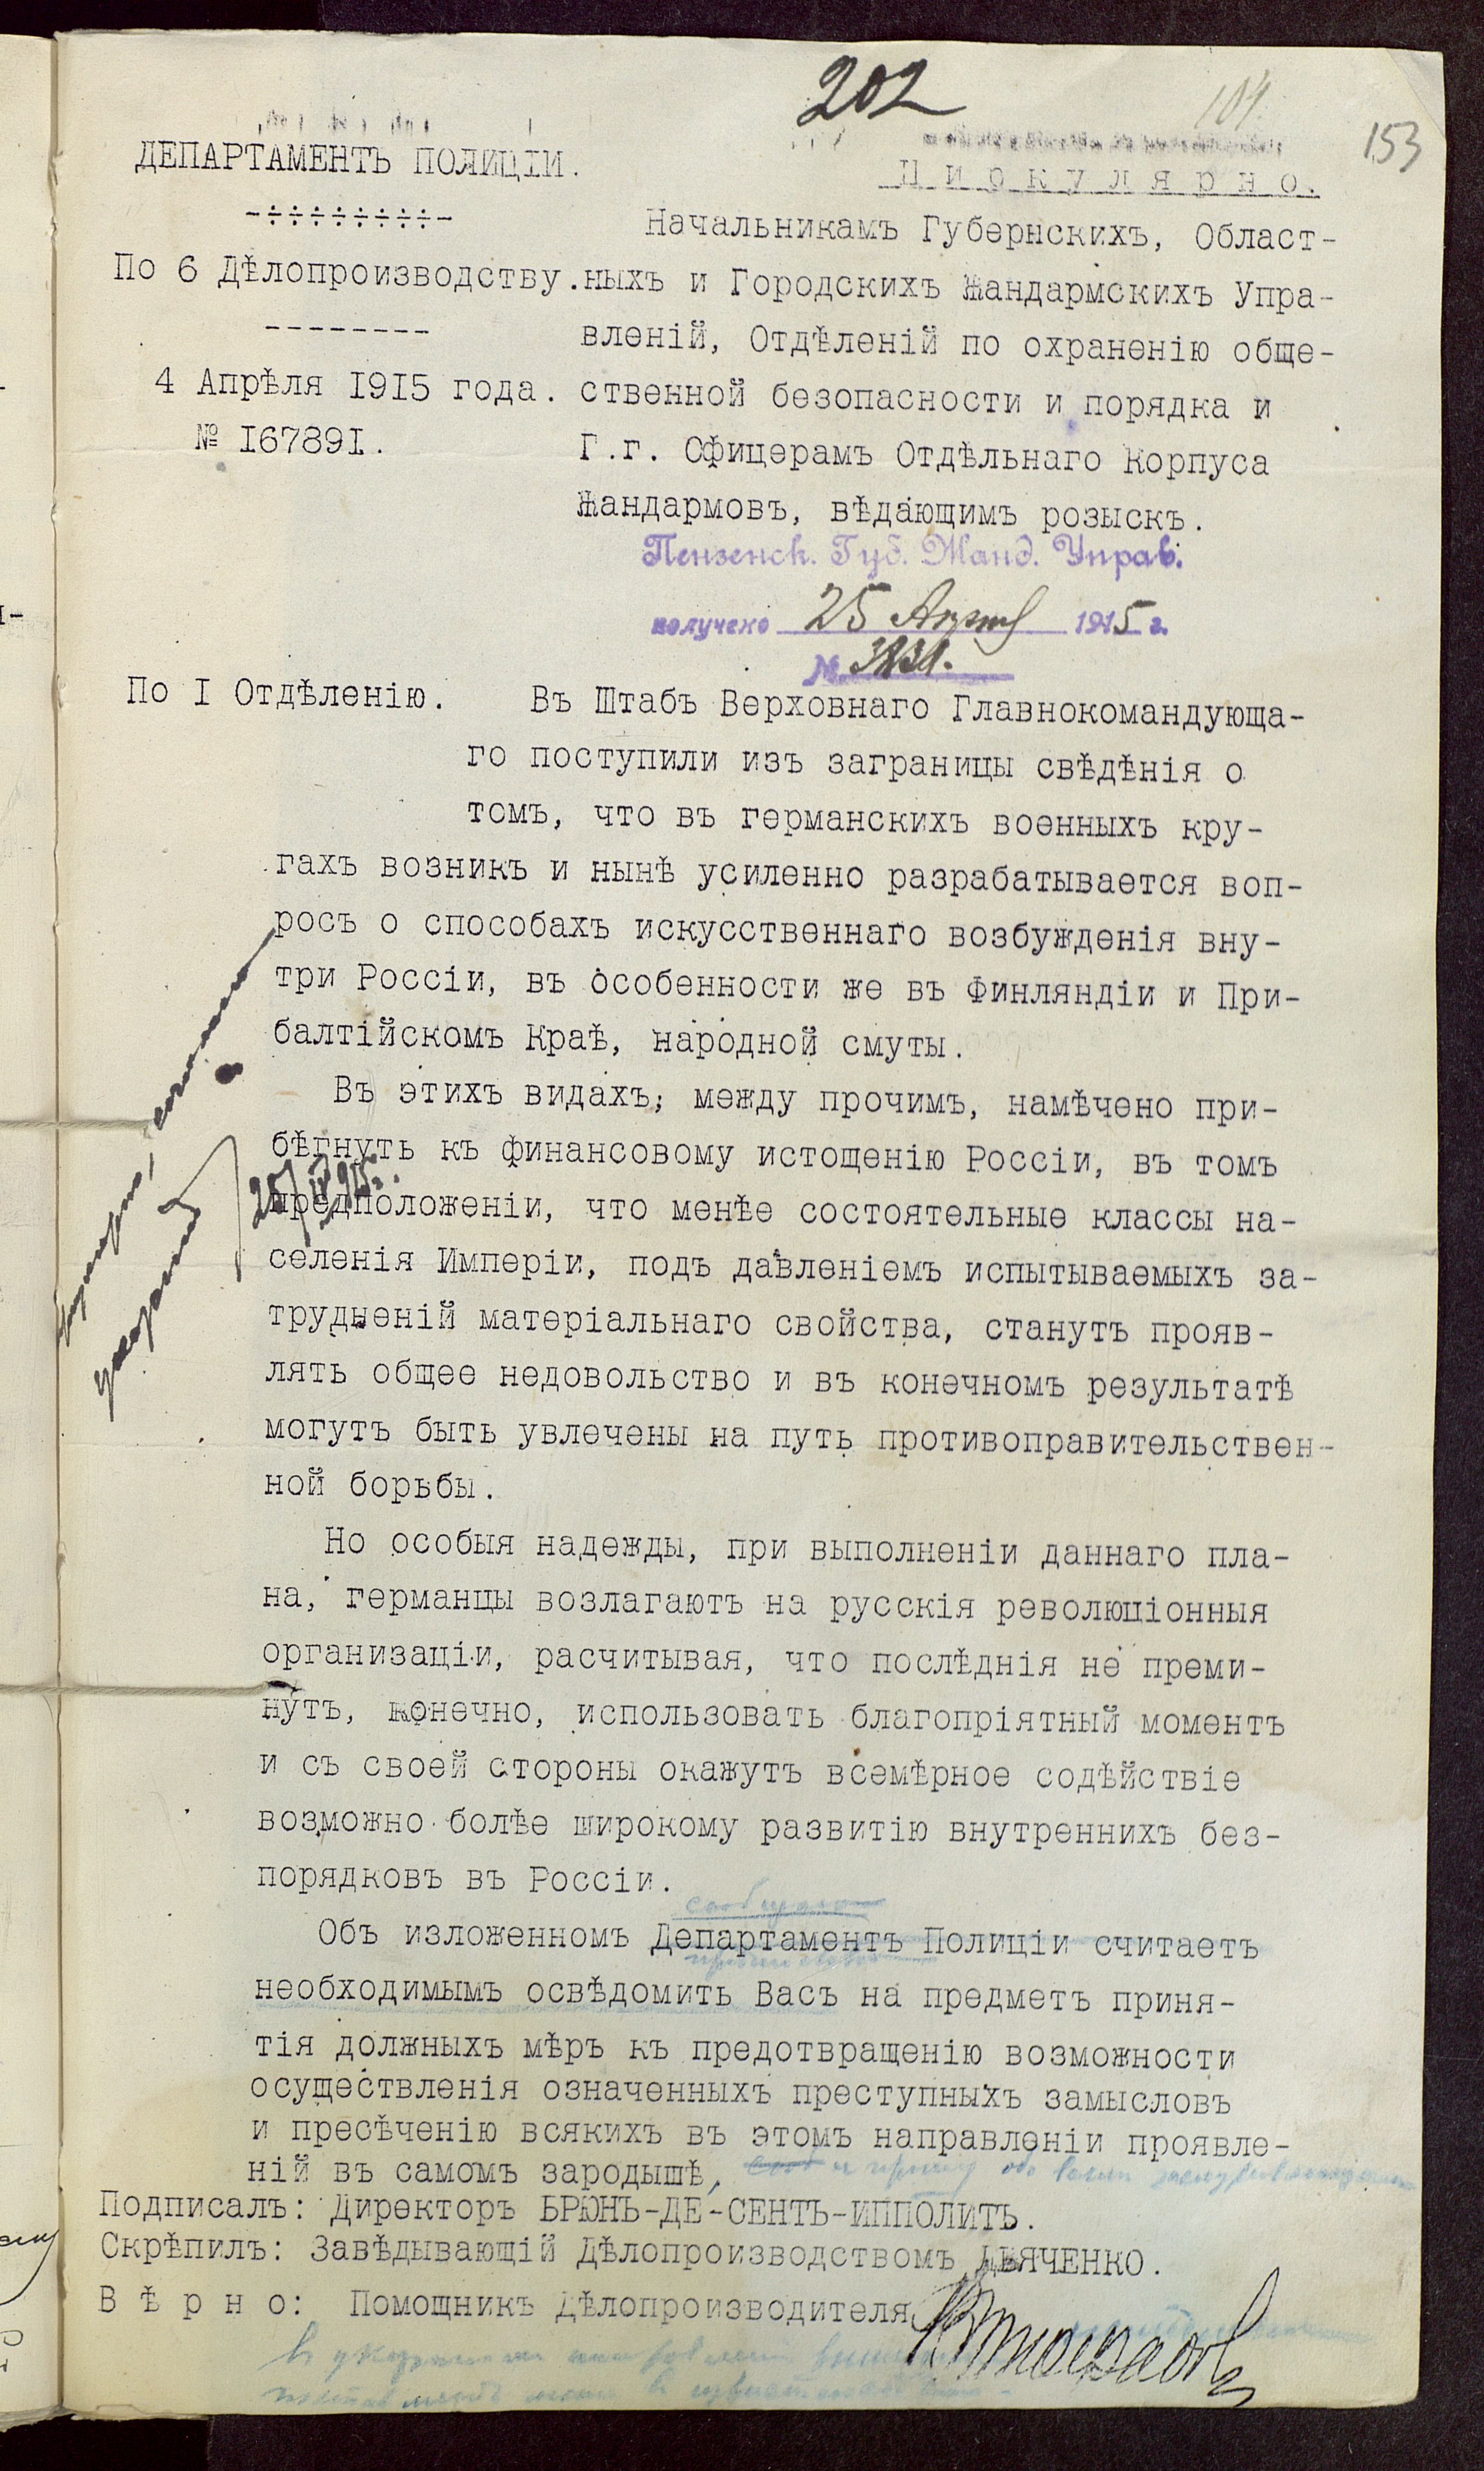 202
104
153
ДЕПАРТАМЕНТЪ ПОЛИЦІИ.
По 6 Дѣлопроизводству.
4 Апрѣля 1915 года.
№ 167891.
Циркулярно.
Начальникамъ Губернскихъ, Област-
ныхъ и Городскихъ Жандармскихъ Упра-
вленій, Отдѣленій по охраненію обще-
ственной безопасности и порядка и
Г.г. Офицерамъ Отдѣльнаго Корпуса
Жандармовъ, вѣдающимъ розыскъ.
Пензенск. Губ. Жанд. Управ.
получено 25 Апрѣля 1915 г.
№
По I Отдѣленію.
Въ Штабъ Верховнаго Главнокомандующа-
го поступили изъ заграницы свѣдѣнія о
томъ, что въ германскихъ военныхъ кру-
гахъ возникъ и нынѣ усиленно разрабатывается воп-
росъ о способахъ искусственнаго возбужденія вну-
три Россіи, въ особенности же въ Финляндіи и При-
балтійскомъ Краѣ, народной смуты.
Въ этихъ видахъ, между прочимъ, намѣчено при-
бѣгнуть къ финансовому истощенію Россіи, въ томъ
предположеніи, что менѣе состоятельные классы на-
селенія Имперіи, подъ давленіемъ испытываемыхъ за-
трудненій матеріальнаго свойства, станутъ прояв-
лять общее недовольство и въ конечномъ результатѣ
могутъ быть увлечены на путь противоправительствен-
ной борьбы.
Но особыя надежды, при выполненіи даннаго пла-
на, германцы возлагаютъ на русскія революціонныя
организаціи, расчитывая, что послѣднія не преми-
нутъ, конечно, использовать благопріятный моментъ
и съ своей стороны окажутъ всемѣрное содѣйствіе
возможно болѣе широкому развитію внутреннихъ без-
порядковъ въ Россіи.
сообщаю
Объ изложенномъ Департаментъ Полиціи считаетъ
необходимымъ освѣдомить Васъ на предметъ приня-
тія должныхъ мѣръ къ предотвращенію возможности
осуществленія означенныхъ преступныхъ замысловъ
и пресѣченію всякихъ въ этомъ направленіи проявле-
ній въ самомъ зародышѣ,
Подписалъ: Директоръ БРЮНЪ-ДЕ-СЕНТЪ-ИППОЛИТЪ.
Скрѣпилъ: Завѣдывающій Дѣлопроизводствомъ ДЬЯЧЕНКО.
Вѣрно: Помощникъ Дѣлопроизводителя